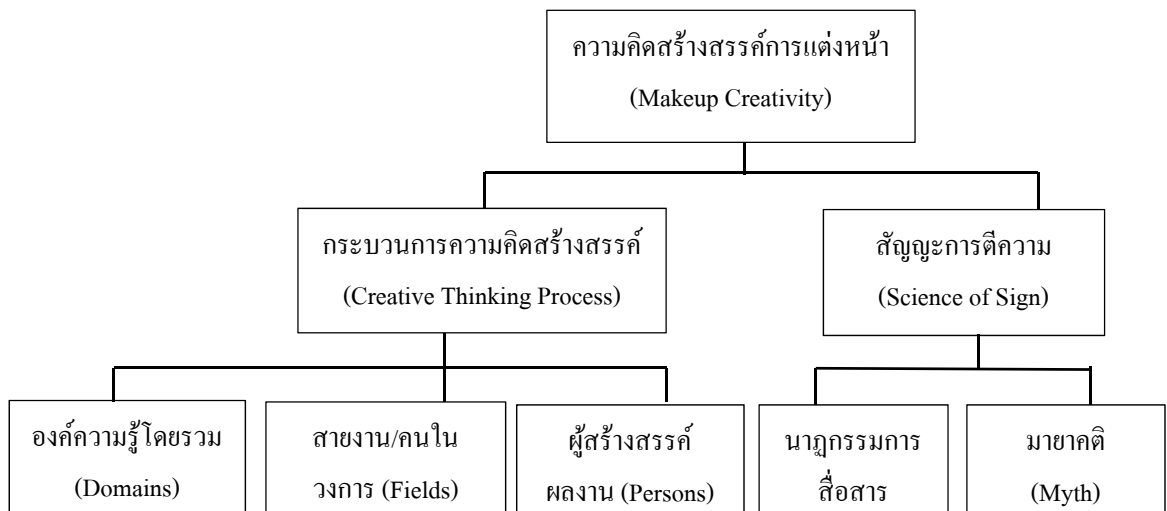 ความคิดสร้างสรรค์การแต่งหน้า
(Makeup Creativity)
กระบวนการความคิดสร้างสรรค์
(Creative Thinking Process)
สัญญะการตีความ
(Science of Sign)
องค์ความรู้โดยรวม
(Domains)
สายงาน/คนใน
วงการ (Fields)
ผู้สร้างสรรค์
ผลงาน (Persons)
นาฏกรรมการ
สื่อสาร
มายาคติ
(Myth)